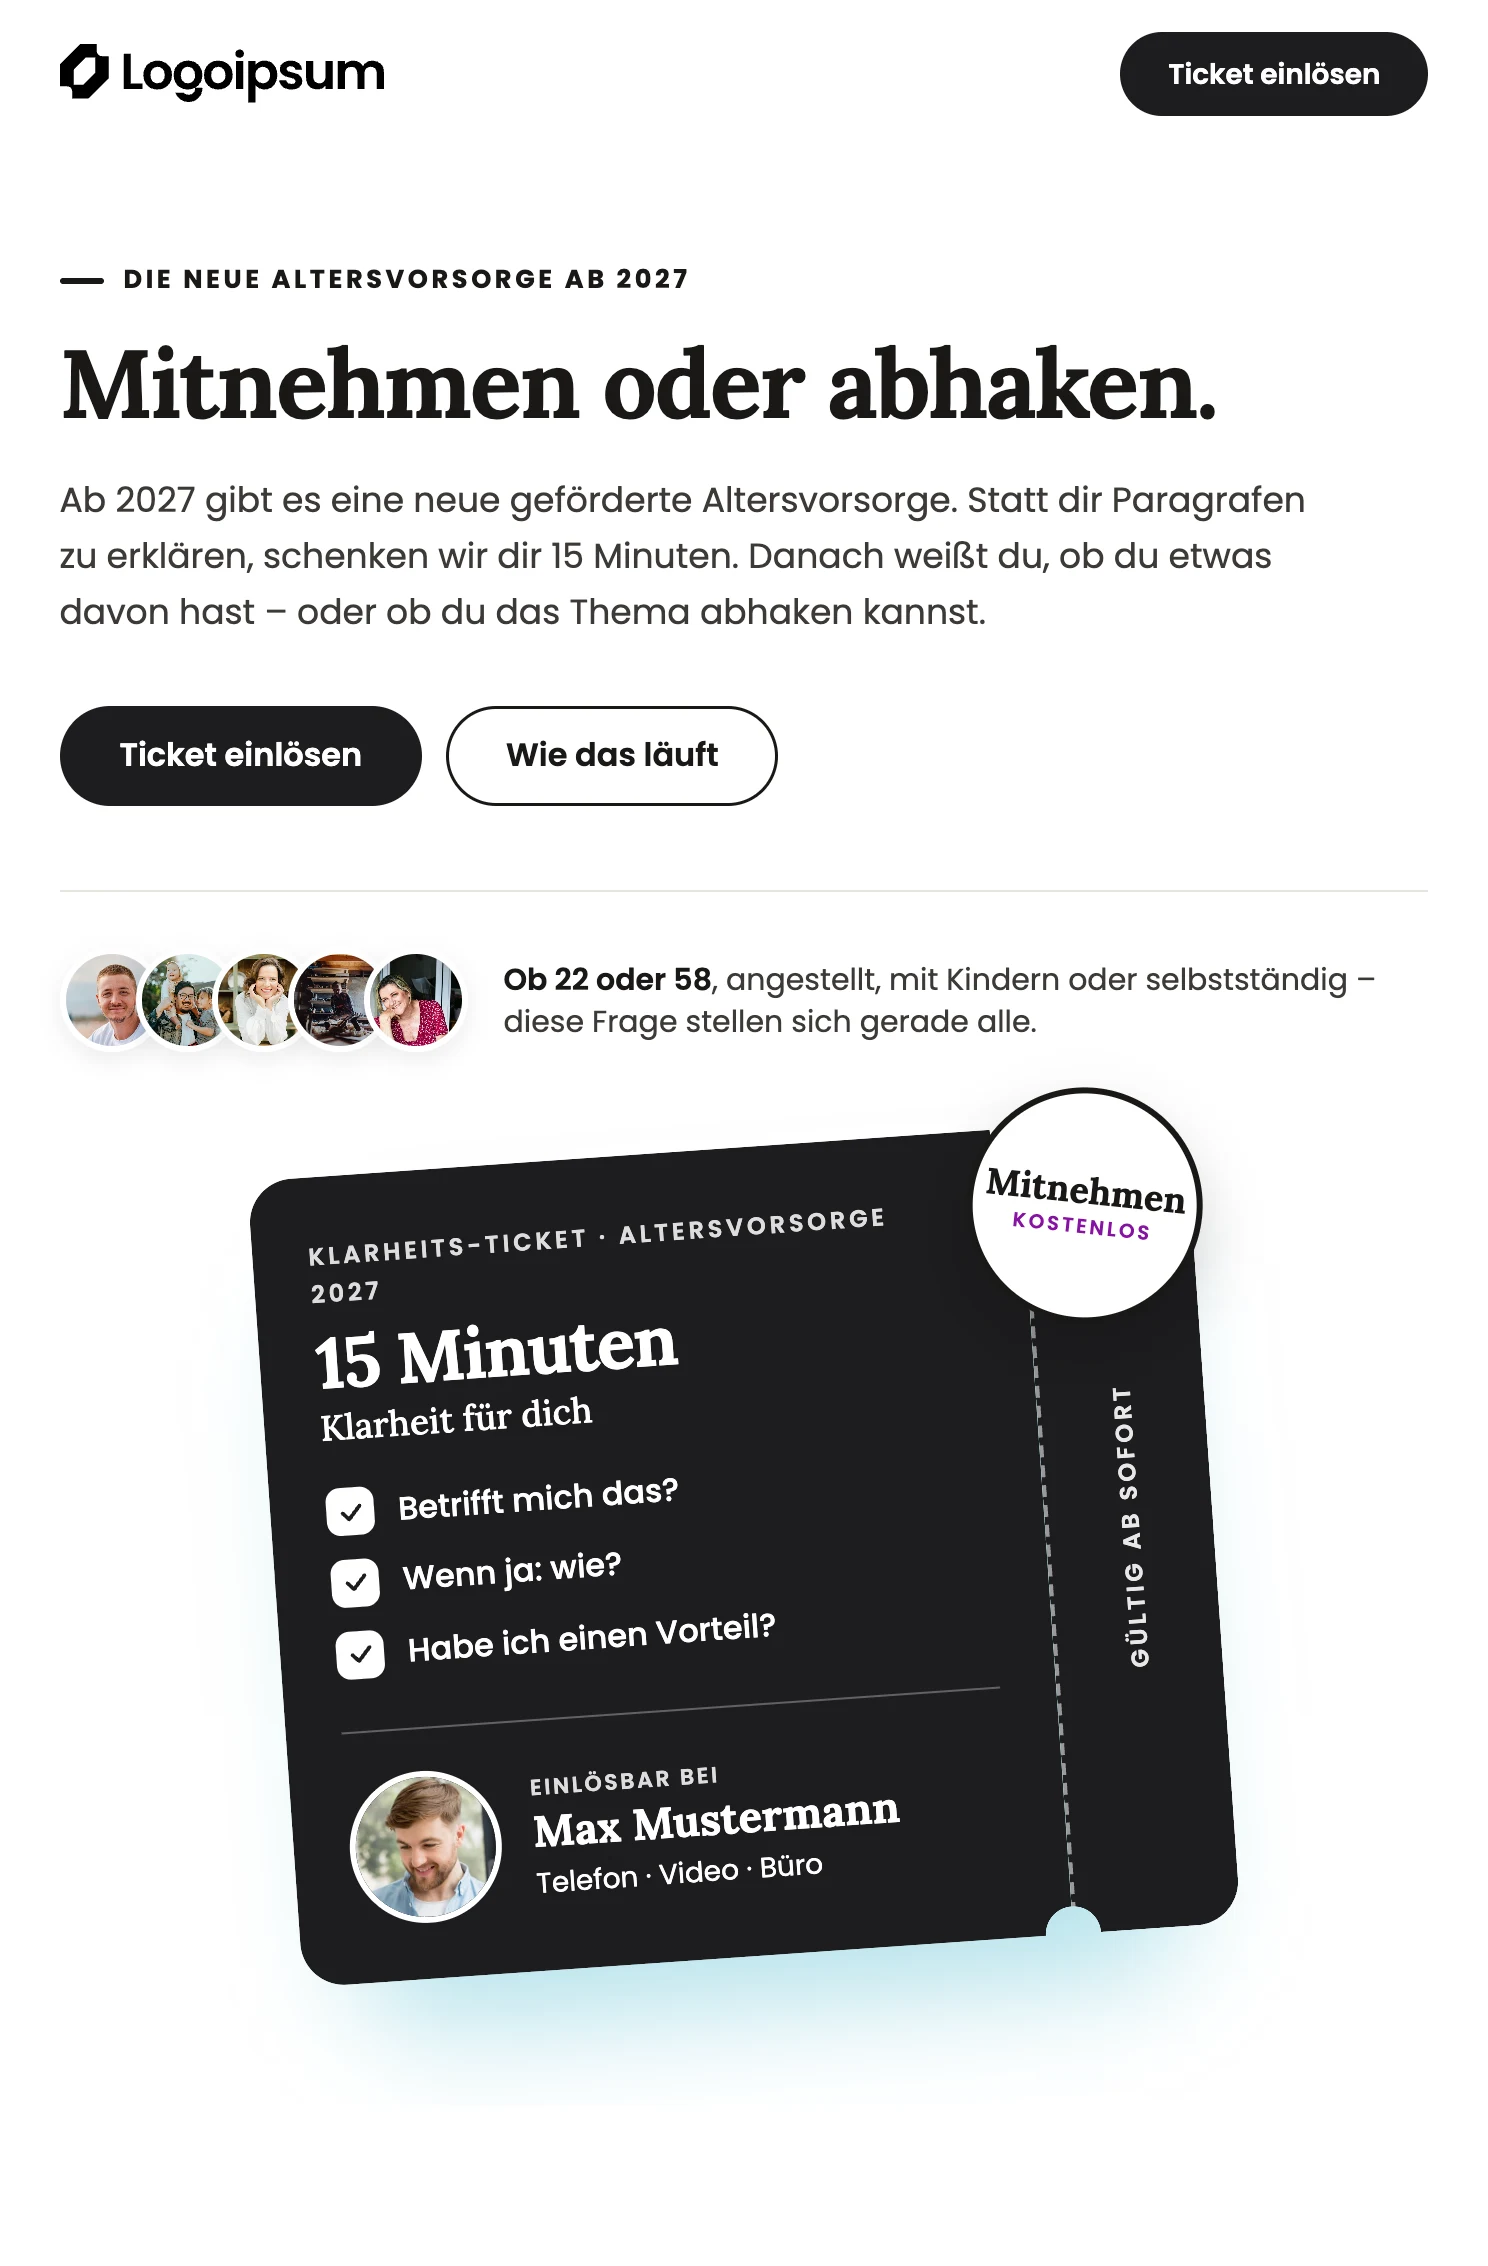 Logoipsum
Ticket einlösen
DIE NEUE ALTERSVORSORGE AB 2027
Mitnehmen oder abhaken.
Ab 2027 gibt es eine neue geförderte Altersvorsorge. Statt dir Paragrafen
zu erklären, schenken wir dir 15 Minuten. Danach weißt du, ob du etwas
davon hast – oder ob du das Thema abhaken kannst.
Ticket einlösen
Wie das läuft
Ob 22 oder 58, angestellt, mit Kindern oder selbstständig –
diese Frage stellen sich gerade alle.
Mitnehmen
KOSTENLOS
KLARHEITS-TICKET · ALTERSVORSORGE
2027
15 Minuten
Klarheit für dich
Betrifft mich das?
Wenn ja: wie?
Habe ich einen Vorteil?
GÜLTIG AB SOFORT
EINLÖSBAR BEI
Max Mustermann
Telefon · Video · Büro